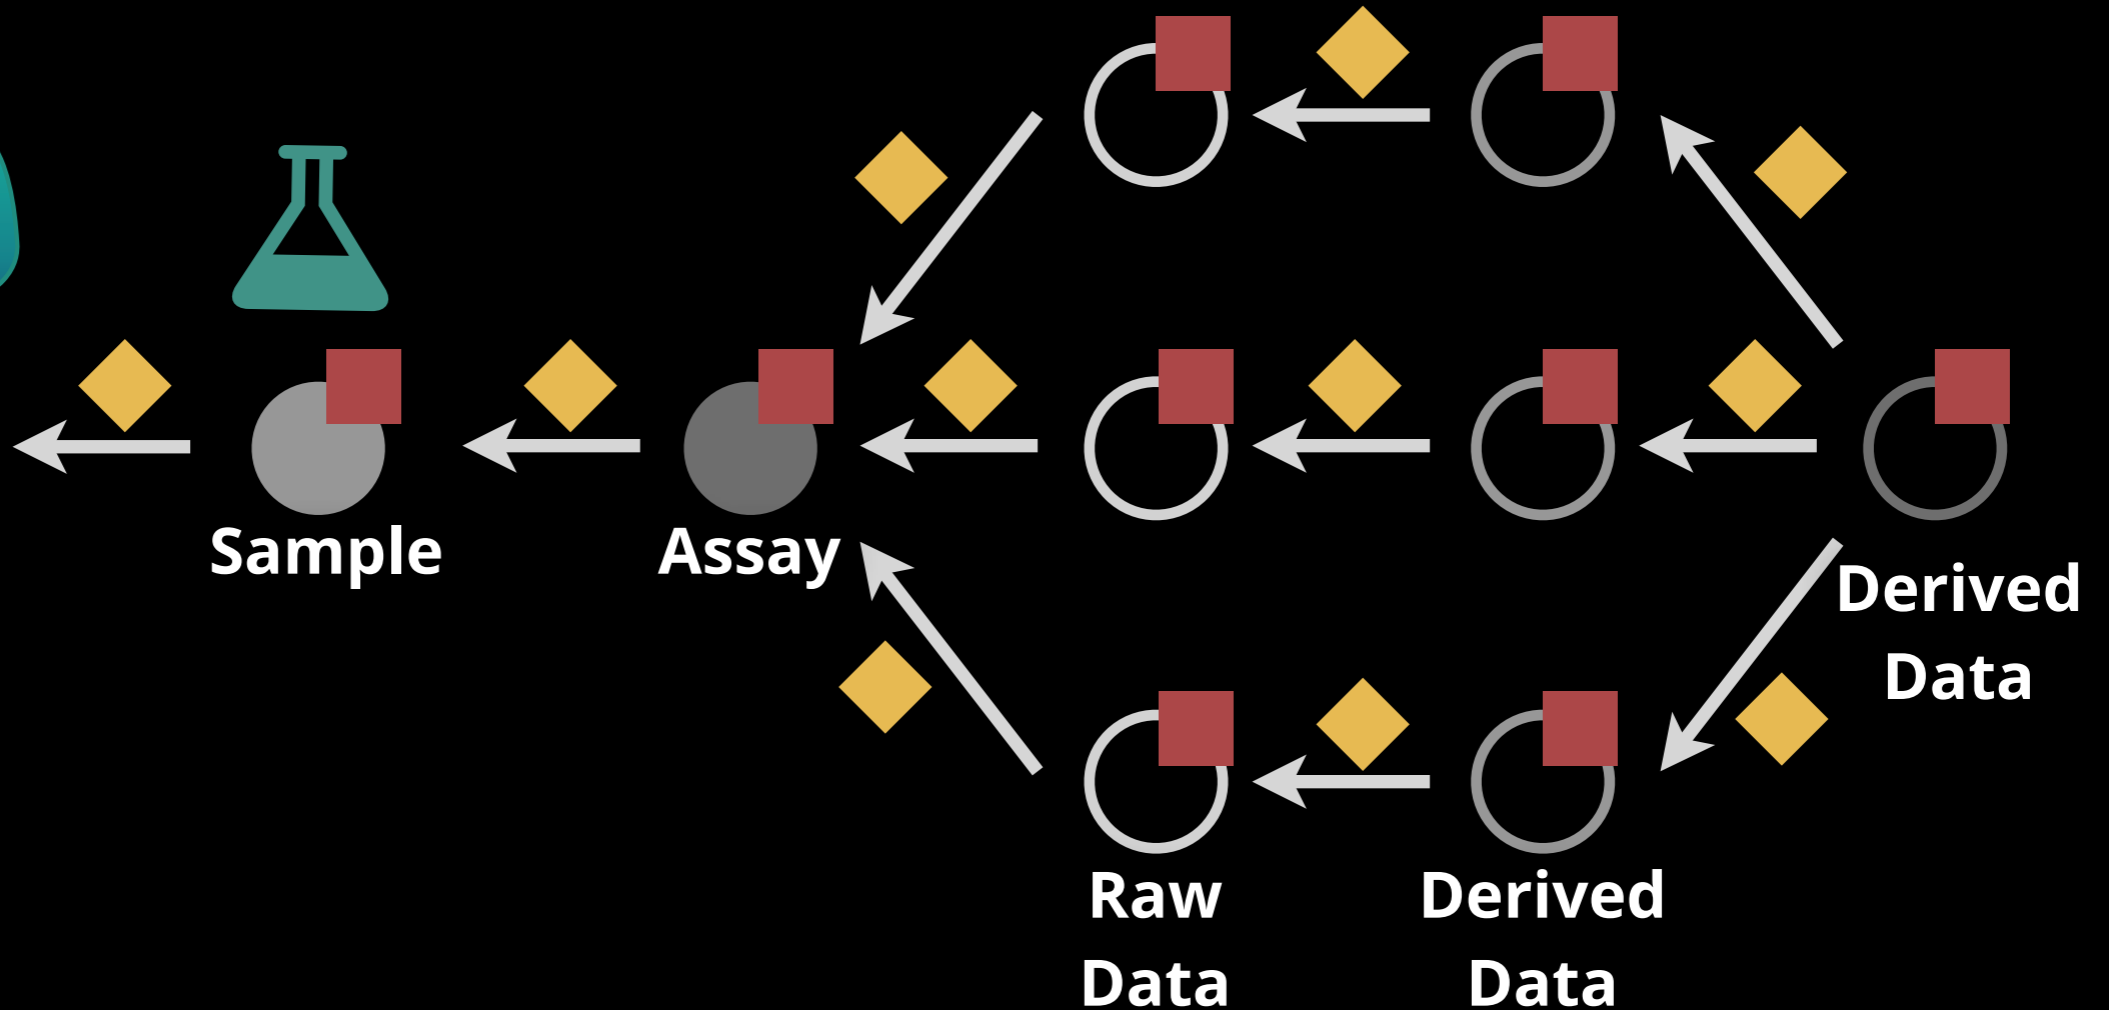 Sample
Assay
Derived
Data
Raw
Data
Derived
Data